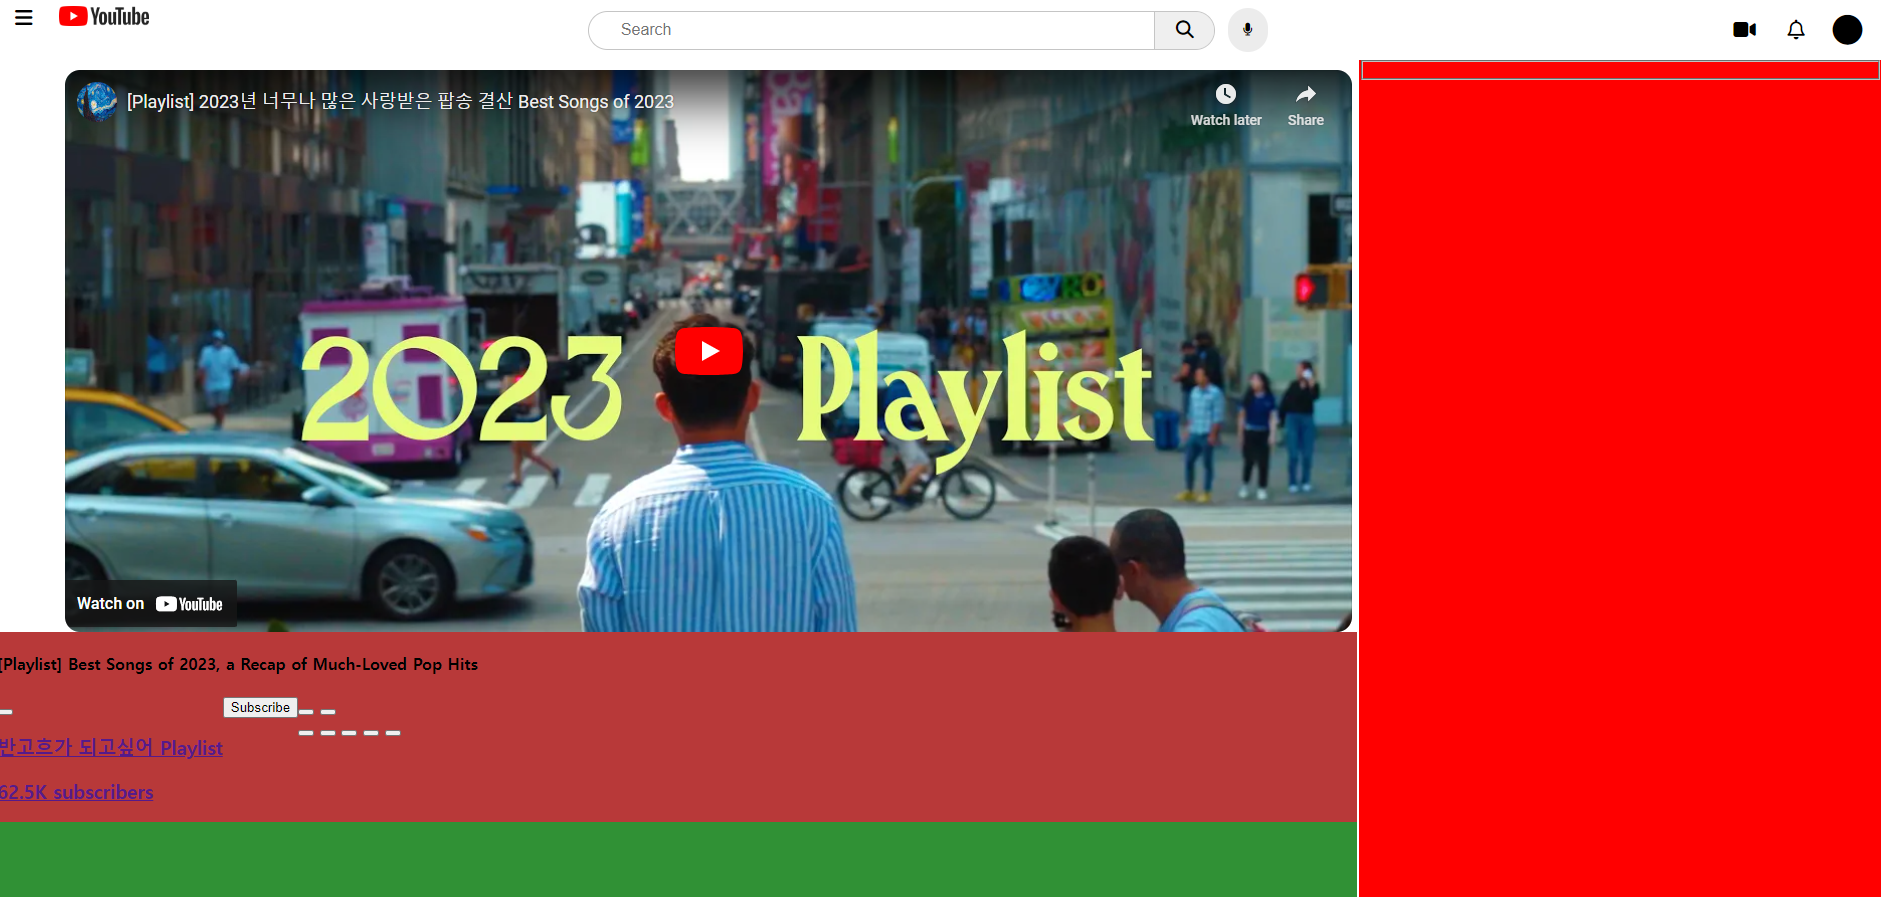 YouTube
Search
[Playlist] 2023년 너무나 많은 사랑받은 팝송 결산 Best Songs of 2023
Watch later
Share
2023 Playlist
Watch on YouTube
[Playlist] Best Songs of 2023, a Recap of Much-Loved Pop Hits
Subscribe
반고흐가 되고싶어 Playlist
62.5K subscribers